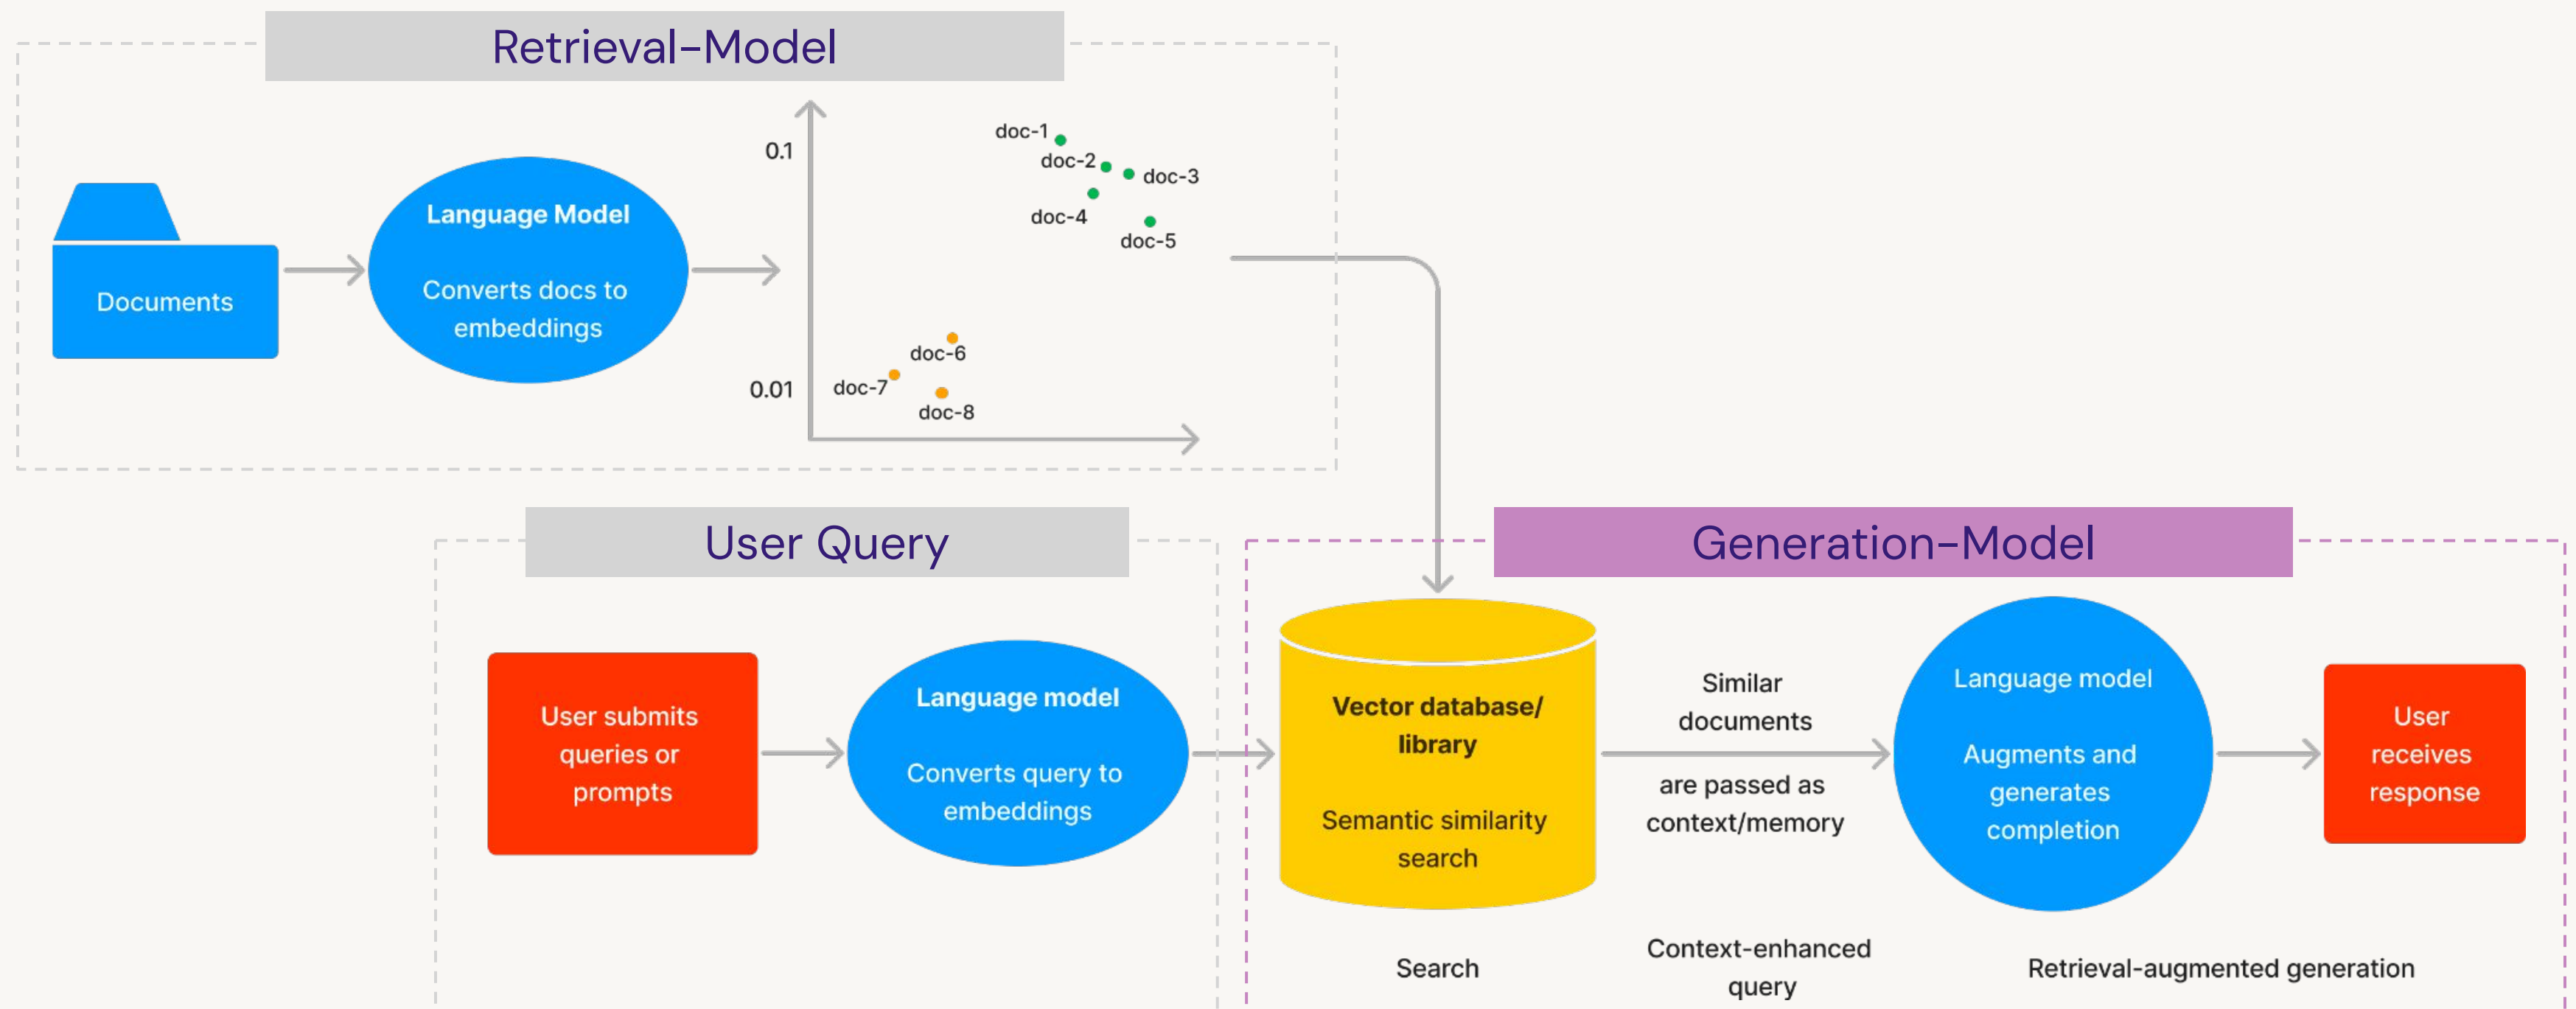 Retrieval-Model
Documents
Language Model
Converts docs to
embeddings
0.1
0.01
doc-1
doc-2
doc-3
doc-4
doc-5
doc-6
doc-7
doc-8
User Query
User submits
queries or
prompts
Language model
Converts query to
embeddings
Generation-Model
Vector database/
library
Semantic similarity
search
Similar
documents
are passed as
context/memory
Language model
Augments and
generates
completion
User
receives
response
Search
Context-enhanced
query
Retrieval-augmented generation